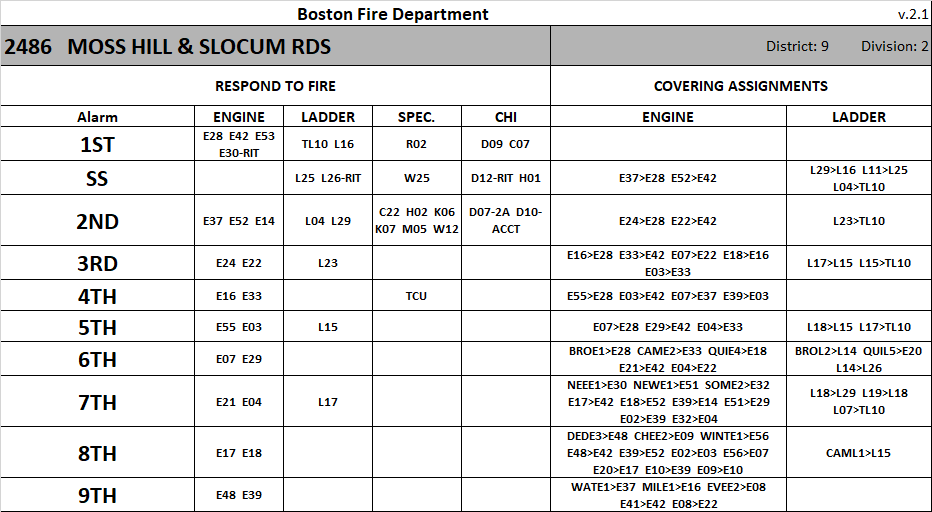 Boston Fire Department v.2.1
2486 MOSS HILL & SLOCUM RDS District: 9 Division: 2
RESPOND TO FIRE COVERING ASSIGNMENTS
Alarm ENGINE LADDER SPEC. CHI ENGINE LADDER
1ST E28 E42 E53 TL10 L16 R02 D09 C07
E30-RIT
SS L25 L26-RIT W25 D12-RIT H01 E37>E28 E52>E42 L29>L16 L11>L25
L04>TL10
2ND E37 E52 E14 L04 L29 C22 H02 K06 D07-2A D10- E24>E28 E22>E42 L23>TL10
K07 M05 W12 ACCT
3RD E24 E22 L23 E16>E28 E33>E42 E07>E22 E18>E16 L17>L15 L15>TL10
E03>E33
4TH E16 E33 TCU E55>E28 E03>E42 E07>E37 E39>E03
5TH E55 E03 L15 E07>E28 E29>E42 E04>E33 L18>L15 L17>TL10
6TH E07 E29 BROE1>E28 CAME2>E33 QUIE4>E18 BROL2>L14 QUIL5>E20
E21>E42 E04>E22 L14>L26
7TH E21 E04 L17 NEEE1>E30 NEWE1>E51 SOME2>E32 L18>L29 L19>L18
E17>E42 E18>E52 E39>E14 E51>E29 L07>TL10
E02>E39 E32>E04
8TH E17 E18 DEDE3>E48 CHEE2>E09 WINTE1>E56 CAML1>L15
E48>E42 E39>E52 E02>E03 E56>E07
E20>E17 E10>E39 E09>E10
9TH E48 E39 WATE1>E37 MILE1>E16 EVEE2>E08
E41>E42 E08>E22